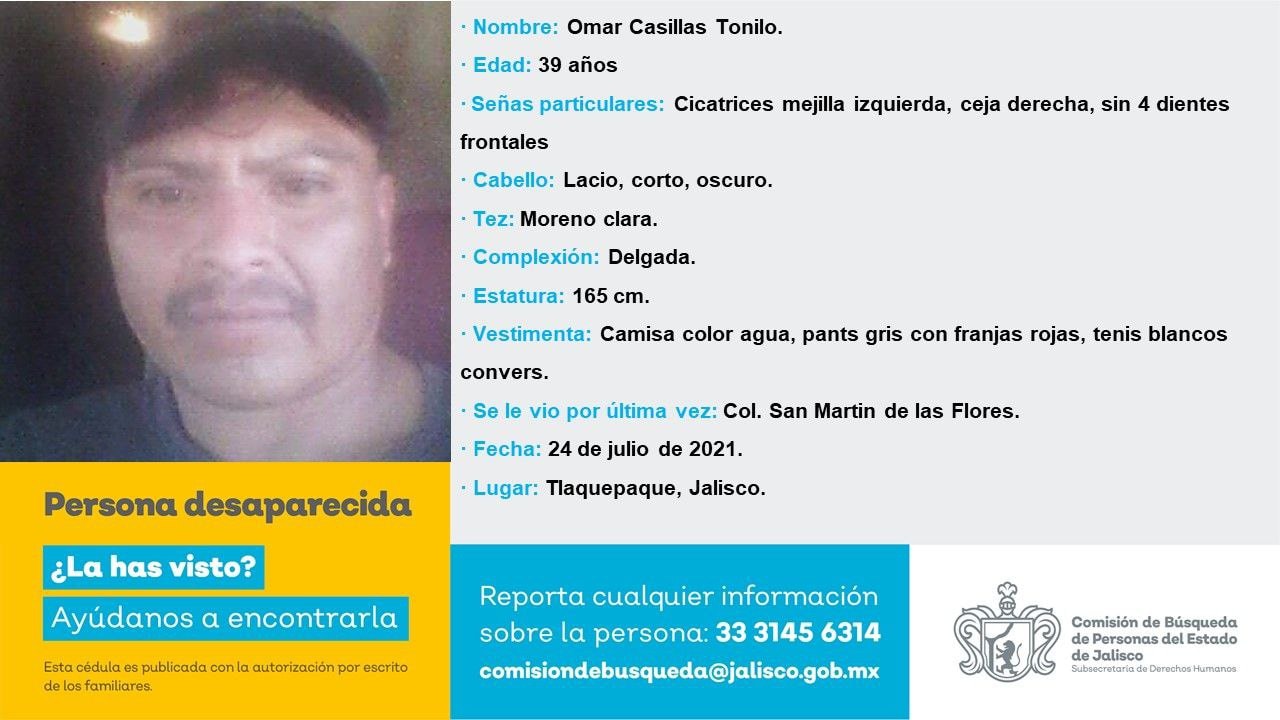 · Nombre: Omar Casillas Tonilo.
· Edad: 39 años
· Señas particulares: Cicatrices mejilla izquierda, ceja derecha, sin 4 dientes
frontales
· Cabello: Lacio, corto, oscuro.
· Tez: Moreno clara.
· Complexión: Delgada.
· Estatura: 165 cm.
· Vestimenta: Camisa color agua, pants gris con franjas rojas, tenis blancos
convers.
· Se le vio por última vez: Col. San Martin de las Flores.
· Fecha: 24 de julio de 2021.
· Lugar: Tlaquepaque, Jalisco.
Persona desaparecida
¿La has visto?
Ayúdanos a encontrarla
Esta cédula es publicada con la autorización por escrito
de los familiares.
Reporta cualquier información
sobre la persona: 33 3145 6314
comisiondebusqueda@jalisco.gob.mx
Comisión de Búsqueda
de Personas del Estado
de Jalisco
Subsecretaría de Derechos Humanos